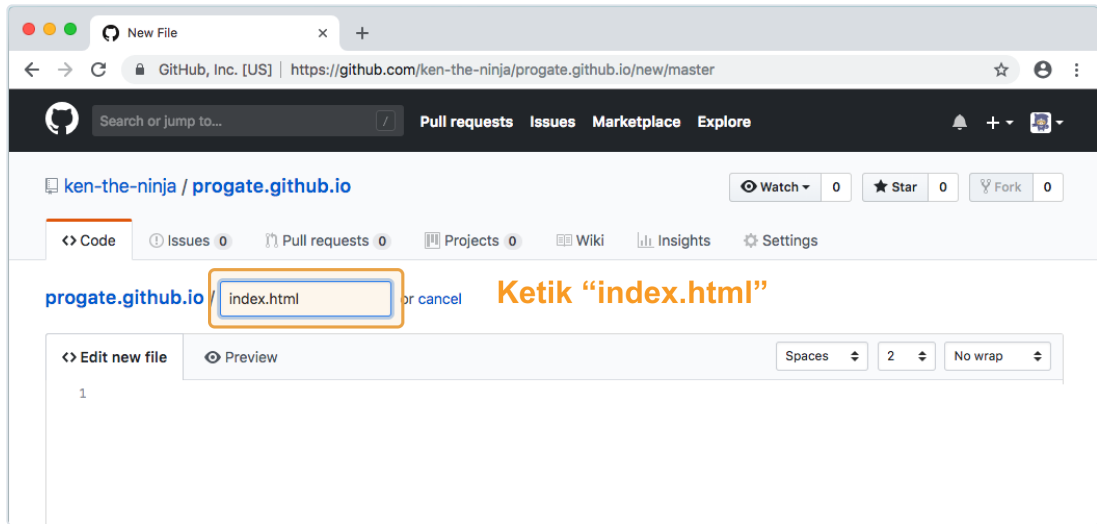 New File
GitHub, Inc. [US] | https://github.com/ken-the-ninja/progate.github.io/new/master
Search or jump to... / Pull requests Issues Marketplace Explore
ken-the-ninja / progate.github.io Watch 0 Star 0 Fork 0
Code Issues 0 Pull requests 0 Projects 0 Wiki Insights Settings
progate.github.io / index.html or cancel Ketik “index.html”
Edit new file Preview Spaces 2 No wrap
1